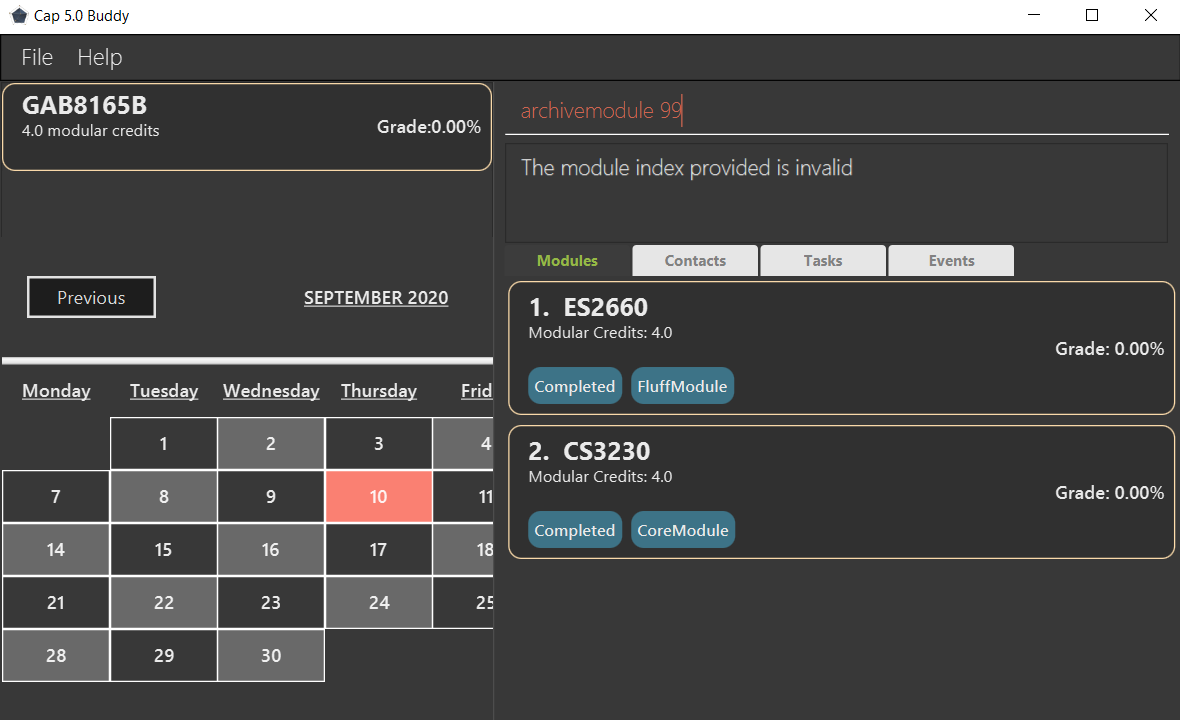 Cap 5.0 Buddy
File Help
GAB8165B
4.0 modular credits
Grade:0.00%
Previous
SEPTEMBER 2020
Monday Tuesday Wednesday Thursday Frid
1 2 3 4
7 8 9 10 11
14 15 16 17 18
21 22 23 24 25
28 29 30
archivemodule 99
The module index provided is invalid
Modules Contacts Tasks Events
1. ES2660
Modular Credits: 4.0
Grade: 0.00%
Completed FluffModule
2. CS3230
Modular Credits: 4.0
Grade: 0.00%
Completed CoreModule